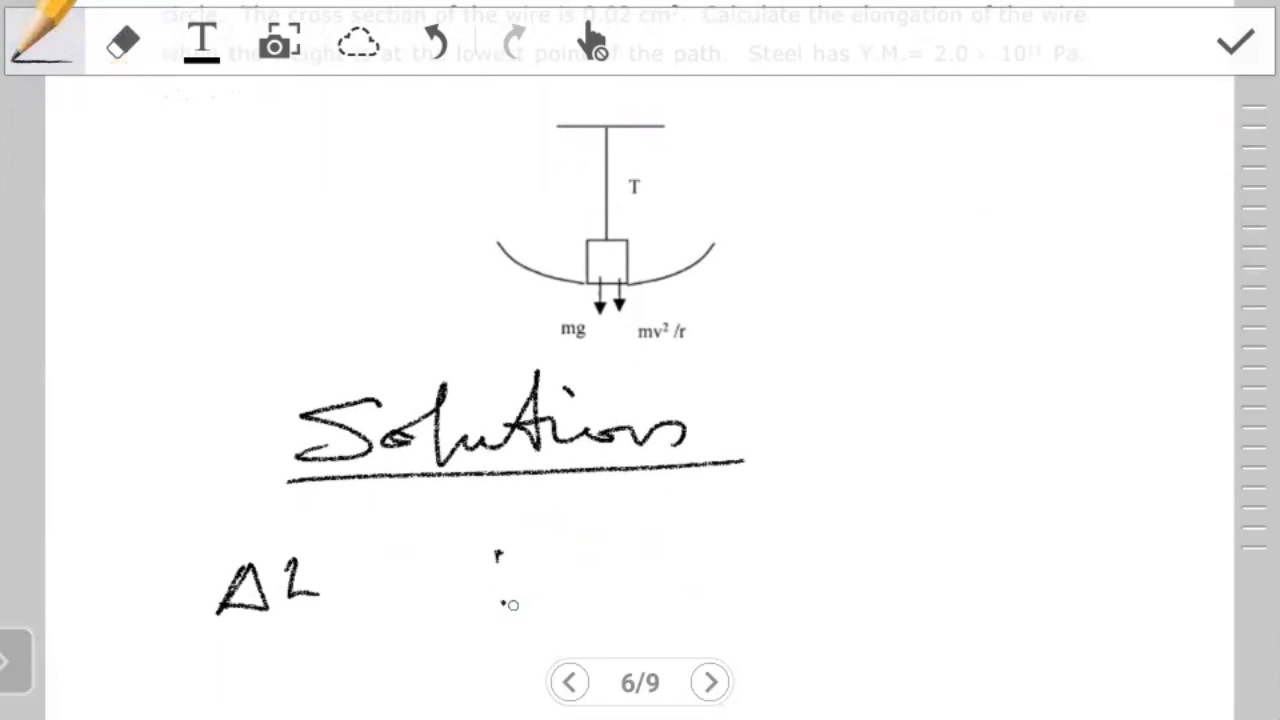 circle. The cross section of the wire is 0.02 cm². Calculate the elongation of the wire
the weight is at the lowest point of the path. Steel has Y.M.= 2.0 × 10¹¹ Pa.
T
T
mg
mv² /r
Solutions
ΔL
6/9